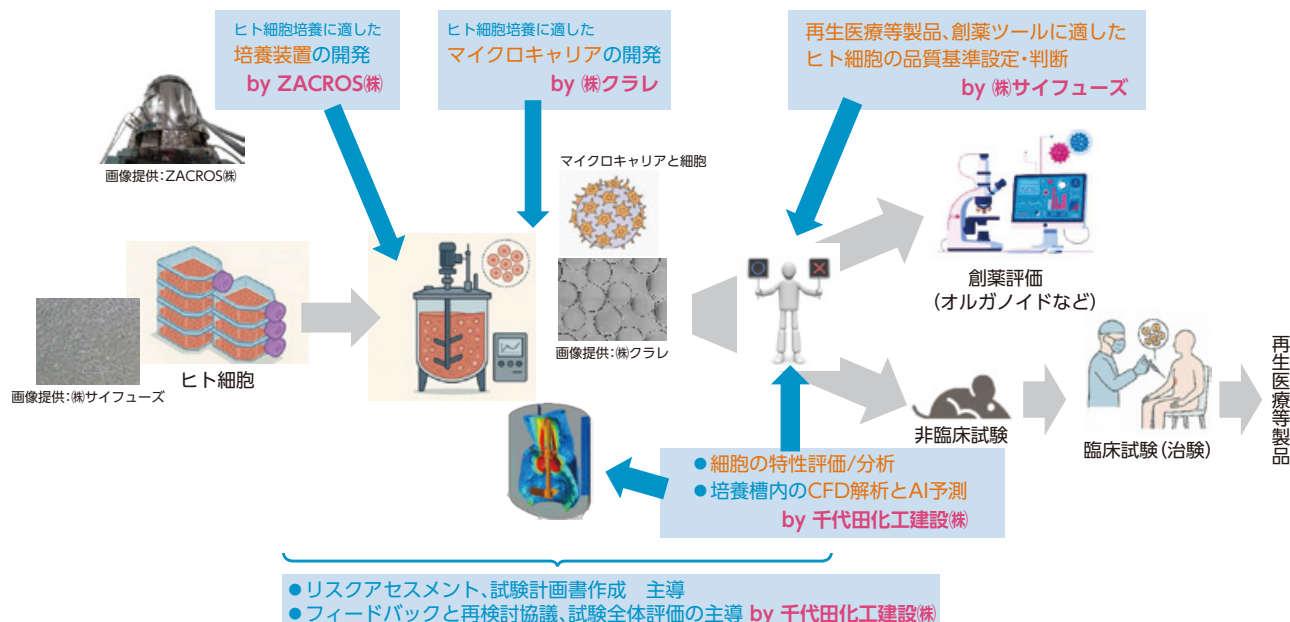 ヒト細胞培養に適した
培養装置の開発
by ZACROS㈱
ヒト細胞培養に適した
マイクロキャリアの開発
by ㈱クラレ
再生医療等製品、創薬ツールに適した
ヒト細胞の品質基準設定・判断
by ㈱サイフューズ
画像提供：ZACROS㈱
マイクロキャリアと細胞
画像提供：㈱クラレ
ヒト細胞
画像提供：㈱サイフューズ
創薬評価
（オルガノイドなど）
非臨床試験
臨床試験（治験）
再生医療等製品
●細胞の特性評価/分析
●培養槽内のCFD解析とAI予測
by 千代田化工建設㈱
●リスクアセスメント、試験計画書作成　主導
●フィードバックと再検討協議、試験全体評価の主導 by 千代田化工建設㈱